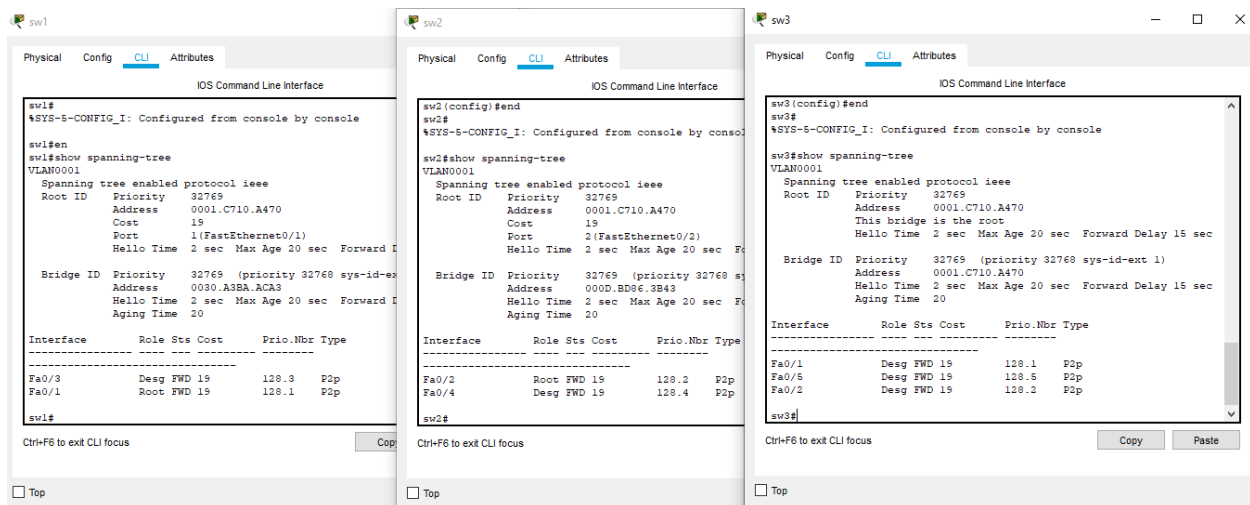 sw1
Physical Config CLI Attributes
IOS Command Line Interface
sw1#
%SYS-5-CONFIG_I: Configured from console by console
sw1#en
sw1#show spanning-tree
VLAN0001
Spanning tree enabled protocol ieee
Root ID Priority 32769
Address 0001.C710.A470
Cost 19
Port 1(FastEthernet0/1)
Hello Time 2 sec Max Age 20 sec Forward D
Bridge ID Priority 32769 (priority 32768 sys-id-ex
Address 0030.A3BA.ACA3
Hello Time 2 sec Max Age 20 sec Forward D
Aging Time 20
Interface Role Sts Cost Prio.Nbr Type
---------------- ---- --- --------- --------
--------------------------------
Fa0/3 Desg FWD 19 128.3 P2p
Fa0/1 Root FWD 19 128.1 P2p
sw1#
Ctrl+F6 to exit CLI focus
Copy
Top
sw2
Physical Config CLI Attributes
IOS Command Line Interface
sw2(config)#end
sw2#
%SYS-5-CONFIG_I: Configured from console by conso
sw2#show spanning-tree
VLAN0001
Spanning tree enabled protocol ieee
Root ID Priority 32769
Address 0001.C710.A470
Cost 19
Port 2(FastEthernet0/2)
Hello Time 2 sec Max Age 20 sec Fo
Bridge ID Priority 32769 (priority 32768 sy
Address 000D.BD86.3B43
Hello Time 2 sec Max Age 20 sec Fo
Aging Time 20
Interface Role Sts Cost Prio.Nbr Type
---------------- ---- --- --------- --------
--------------------------------
Fa0/2 Root FWD 19 128.2 P2p
Fa0/4 Desg FWD 19 128.4 P2p
sw2#
Ctrl+F6 to exit CLI focus
Top
sw3
Physical Config CLI Attributes
IOS Command Line Interface
sw3(config)#end
sw3#
%SYS-5-CONFIG_I: Configured from console by console
sw3#show spanning-tree
VLAN0001
Spanning tree enabled protocol ieee
Root ID Priority 32769
Address 0001.C710.A470
This bridge is the root
Hello Time 2 sec Max Age 20 sec Forward Delay 15 sec
Bridge ID Priority 32769 (priority 32768 sys-id-ext 1)
Address 0001.C710.A470
Hello Time 2 sec Max Age 20 sec Forward Delay 15 sec
Aging Time 20
Interface Role Sts Cost Prio.Nbr Type
---------------- ---- --- --------- --------
--------------------------------
Fa0/1 Desg FWD 19 128.1 P2p
Fa0/5 Desg FWD 19 128.5 P2p
Fa0/2 Desg FWD 19 128.2 P2p
sw3#
Ctrl+F6 to exit CLI focus
Copy Paste
Top